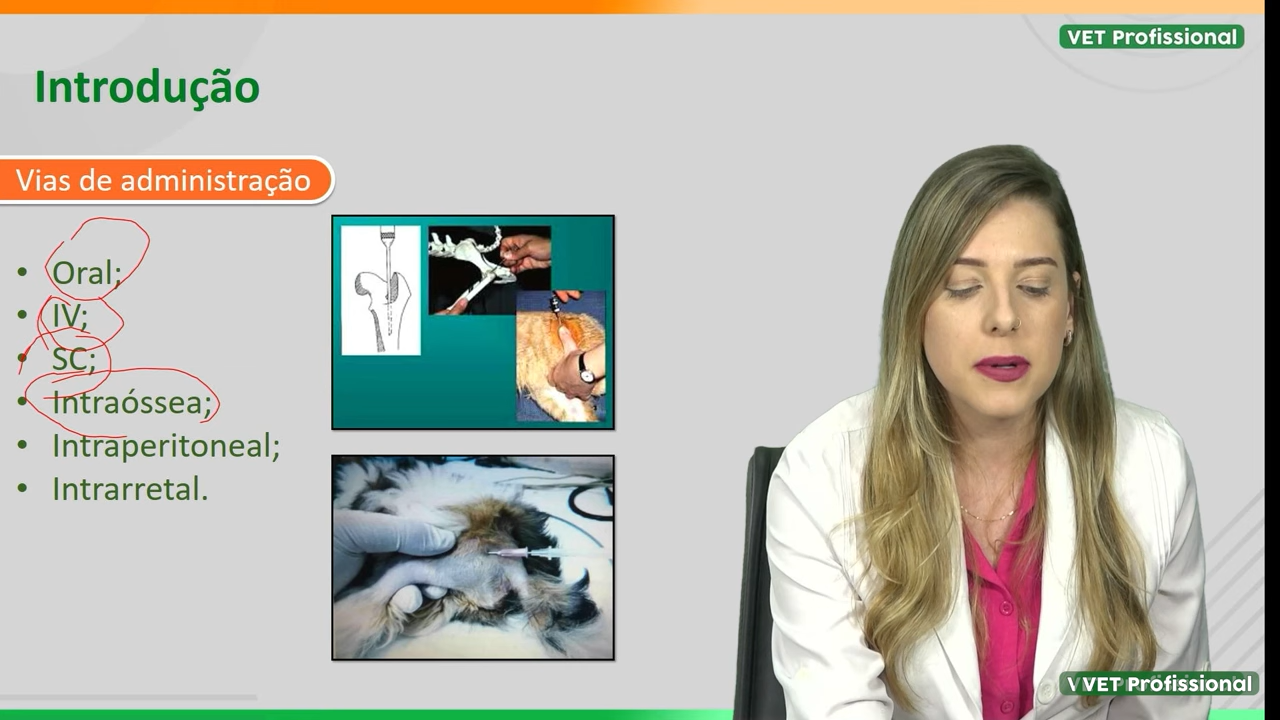 VET Profissional
Introdução
Vias de administração
• Oral;
• IV;
• SC;
• Intraóssea;
• Intraperitoneal;
• Intrarretal.
VET Profissional